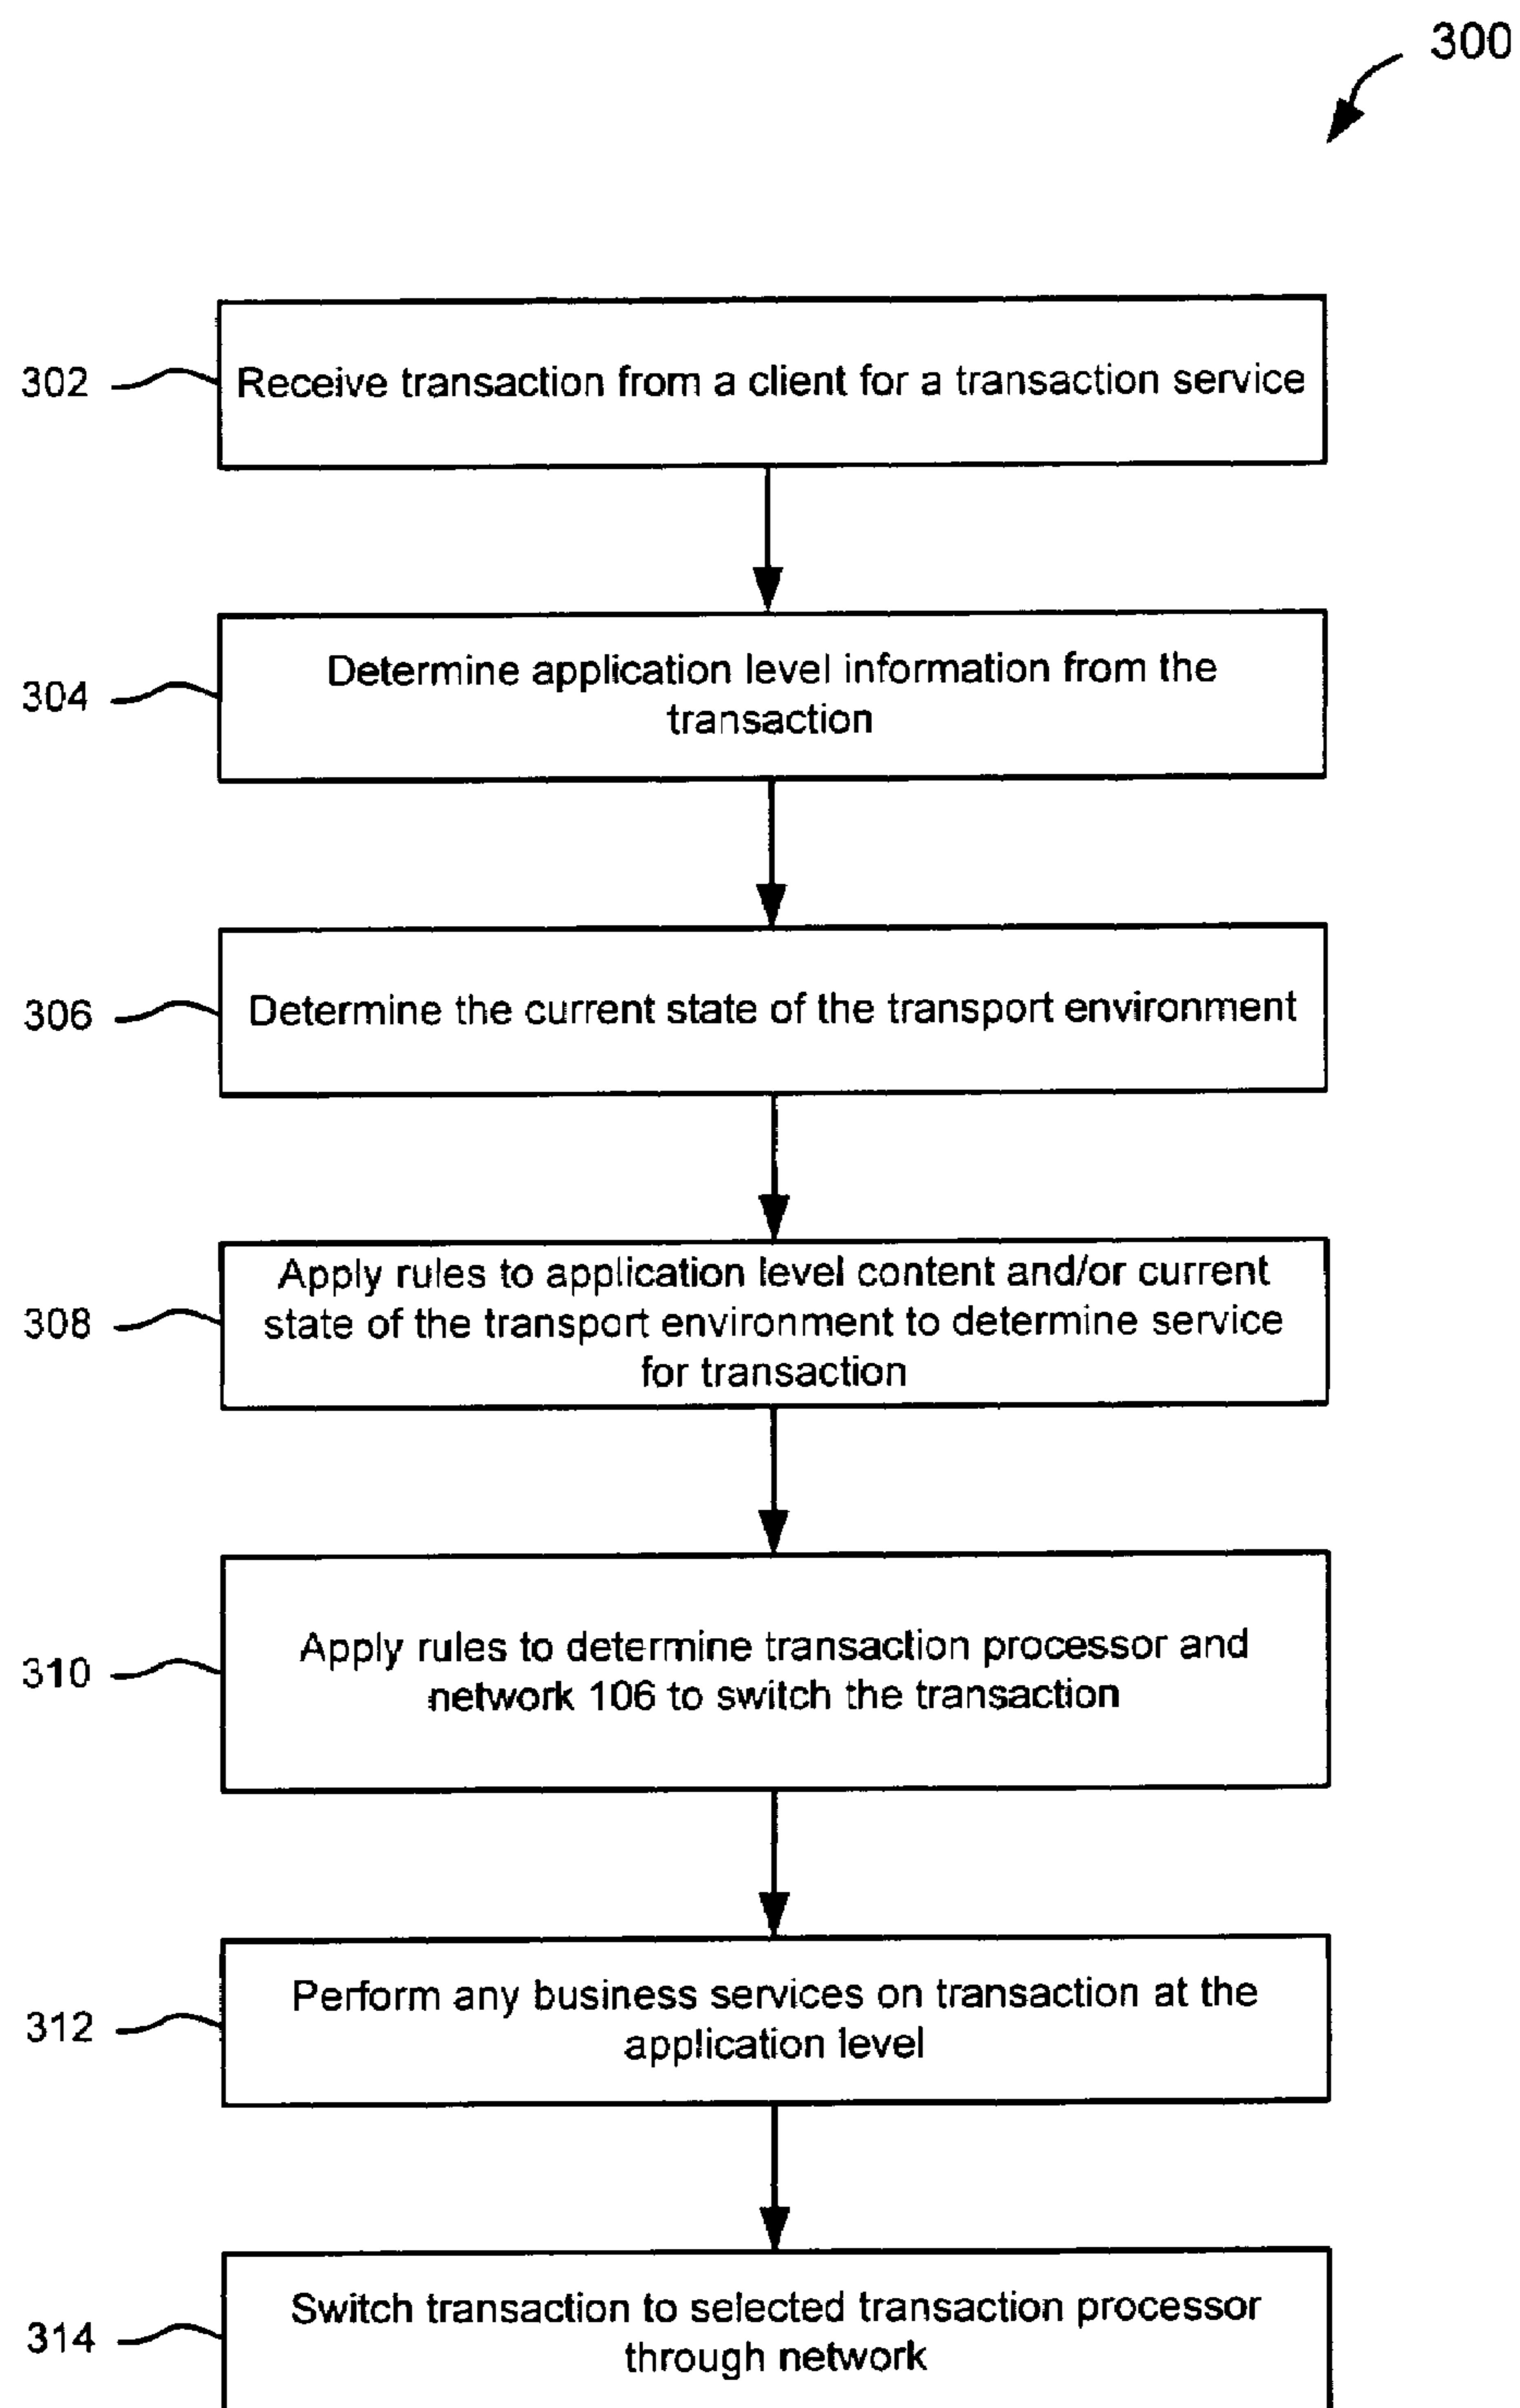 300
302
Receive transaction from a client for a transaction service
304
Determine application level information from the
transaction
306
Determine the current state of the transport environment
308
Apply rules to application level content and/or current
state of the transport environment to determine service
for transaction
310
Apply rules to determine transaction processor and
network 106 to switch the transaction
312
Perform any business services on transaction at the
application level
314
Switch transaction to selected transaction processor
through network